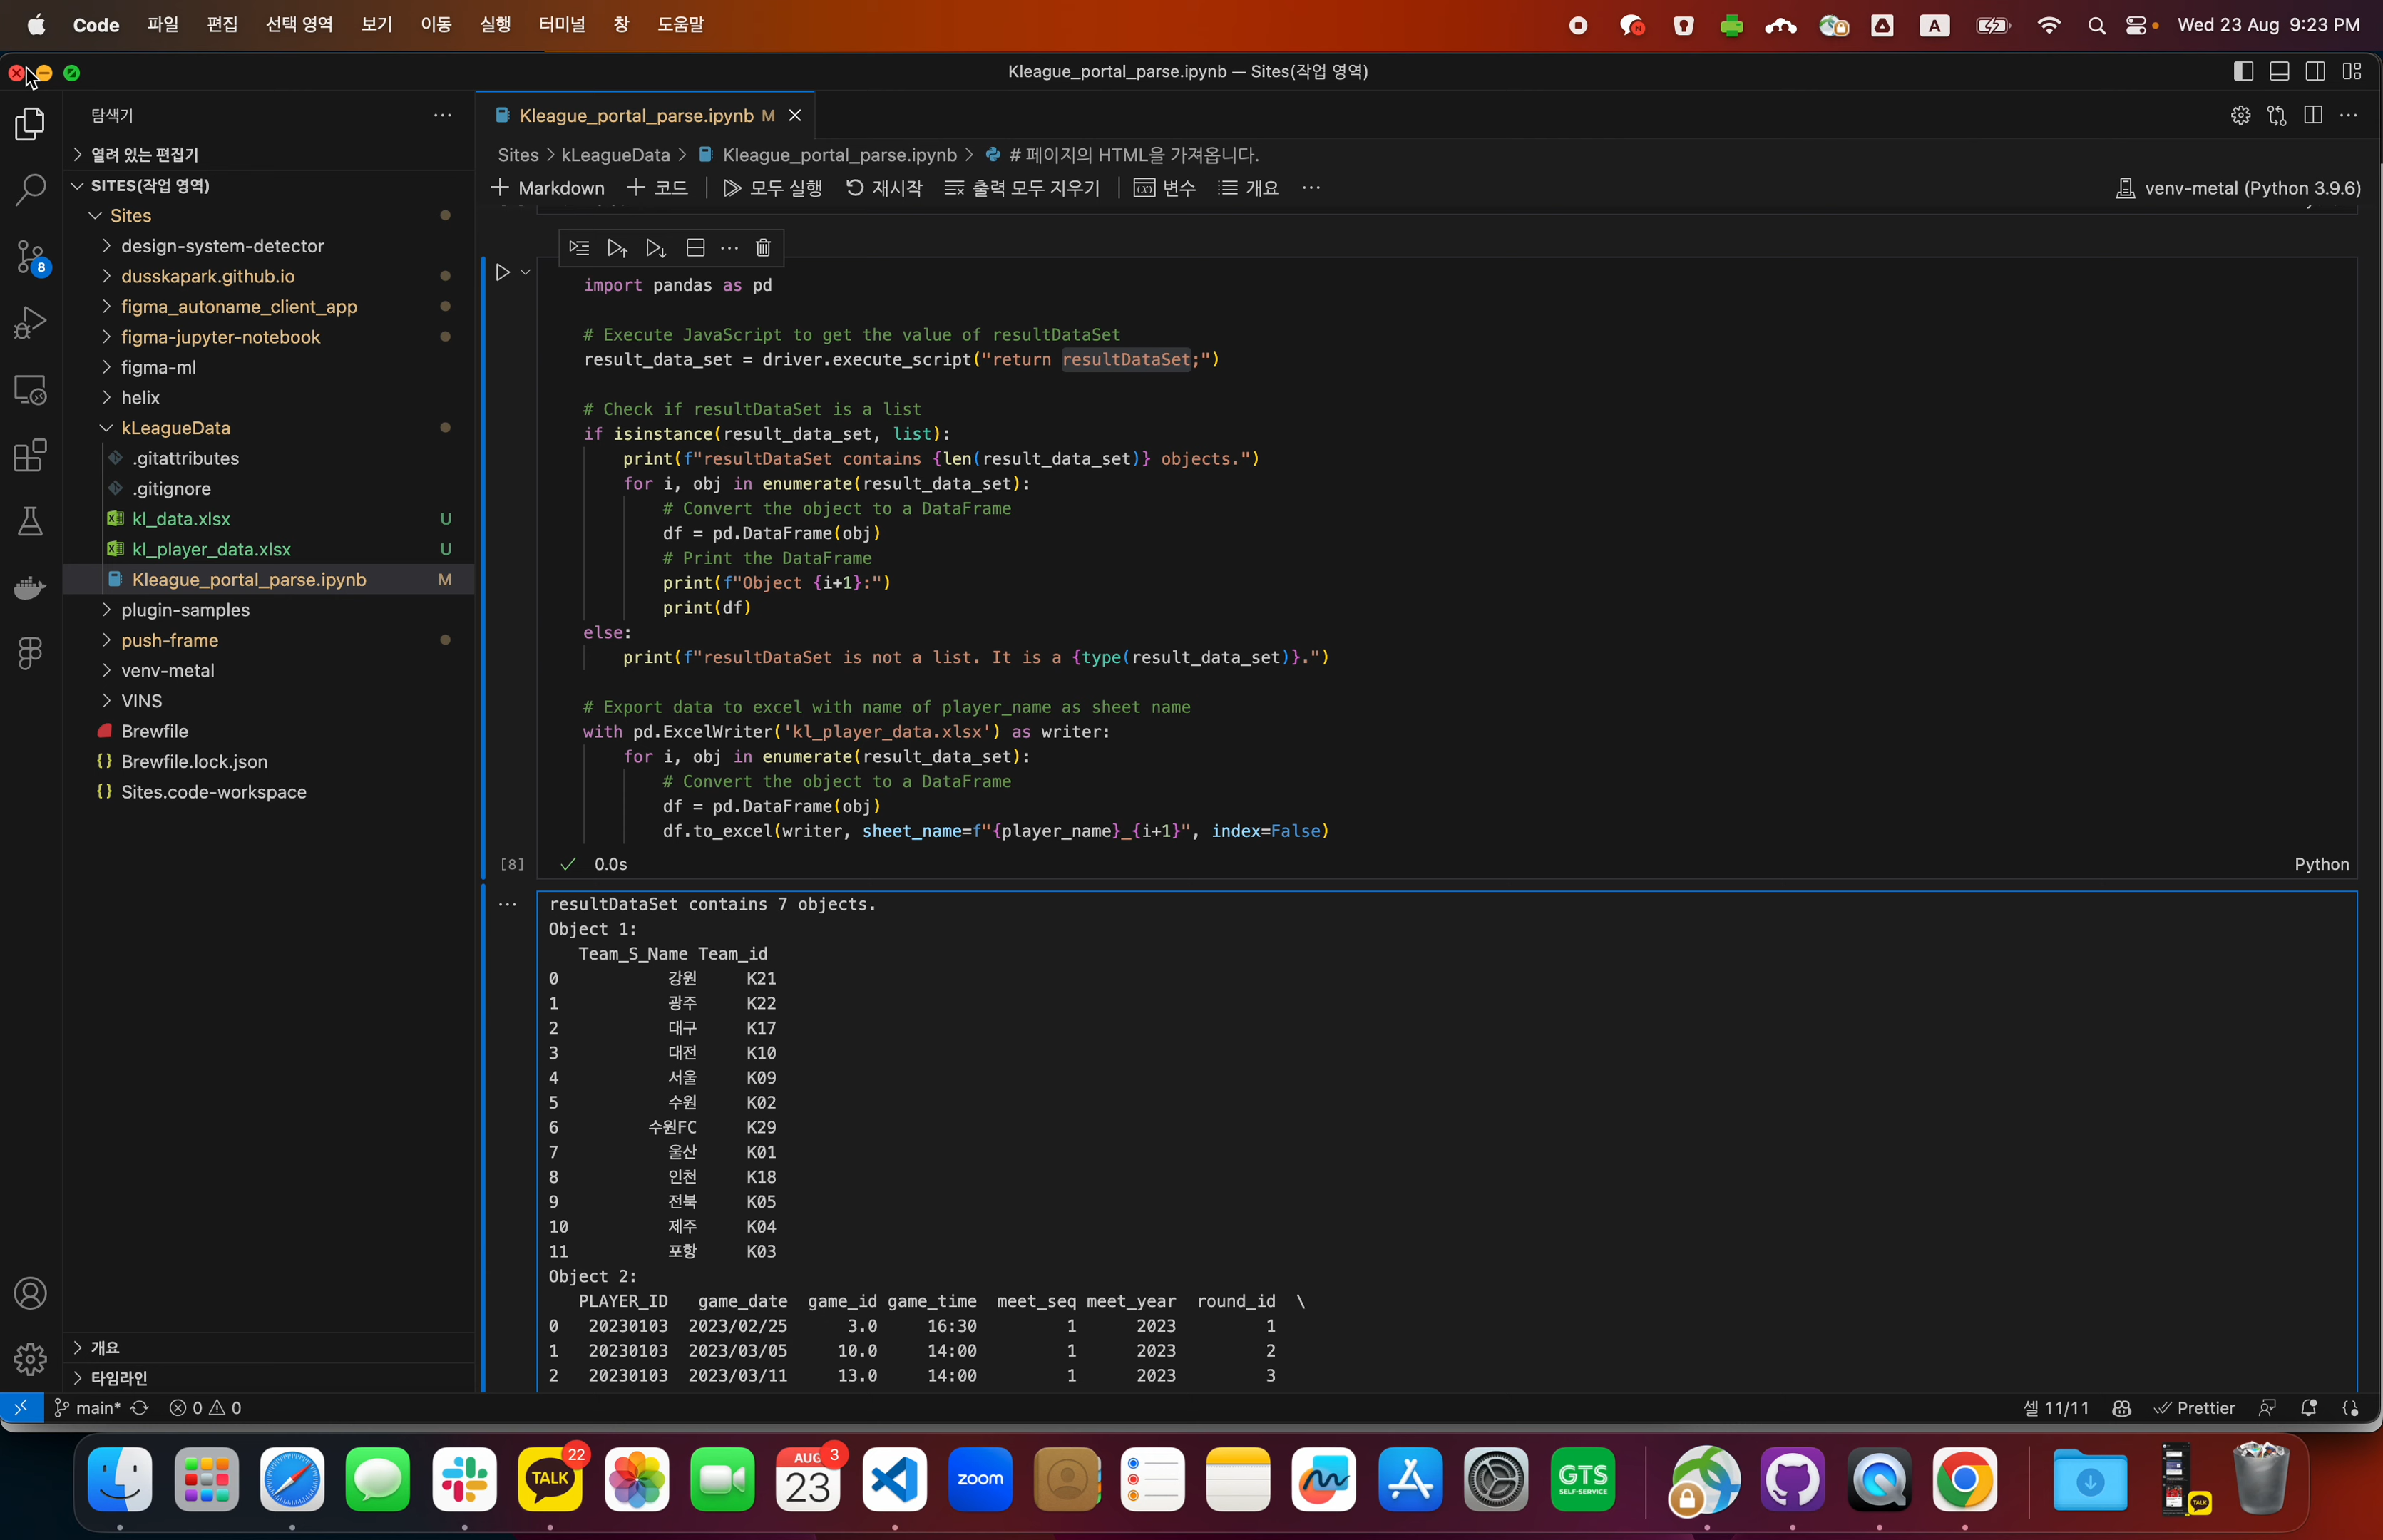 Code 파일 편집 선택 영역 보기 이동 실행 터미널 창 도움말 A Wed 23 Aug 9:23 PM
Kleague_portal_parse.ipynb — Sites(작업 영역)
탐색기
열려 있는 편집기
SITES(작업 영역)
Sites
design-system-detector
dusskapark.github.io
figma_autoname_client_app
figma-jupyter-notebook
figma-ml
helix
kLeagueData
.gitattributes
.gitignore
kl_data.xlsx U
kl_player_data.xlsx U
Kleague_portal_parse.ipynb M
plugin-samples
push-frame
venv-metal
VINS
Brewfile
{} Brewfile.lock.json
{} Sites.code-workspace
개요
타임라인
8
Kleague_portal_parse.ipynb M
Sites > kLeagueData > Kleague_portal_parse.ipynb > # 페이지의 HTML을 가져옵니다.
+ Markdown + 코드 모두 실행 재시작 출력 모두 지우기 변수 개요 ... venv-metal (Python 3.9.6)
import pandas as pd
# Execute JavaScript to get the value of resultDataSet
result_data_set = driver.execute_script("return resultDataSet;")
# Check if resultDataSet is a list
if isinstance(result_data_set, list):
print(f"resultDataSet contains {len(result_data_set)} objects.")
for i, obj in enumerate(result_data_set):
# Convert the object to a DataFrame
df = pd.DataFrame(obj)
# Print the DataFrame
print(f"Object {i+1}:")
print(df)
else:
print(f"resultDataSet is not a list. It is a {type(result_data_set)}.")
# Export data to excel with name of player_name as sheet name
with pd.ExcelWriter('kl_player_data.xlsx') as writer:
for i, obj in enumerate(result_data_set):
# Convert the object to a DataFrame
df = pd.DataFrame(obj)
df.to_excel(writer, sheet_name=f"{player_name}_{i+1}", index=False)
[8] 0.0s Python
resultDataSet contains 7 objects.
Object 1:
Team_S_Name Team_id
0 강원 K21
1 광주 K22
2 대구 K17
3 대전 K10
4 서울 K09
5 수원 K02
6 수원FC K29
7 울산 K01
8 인천 K18
9 전북 K05
10 제주 K04
11 포항 K03
Object 2:
PLAYER_ID game_date game_id game_time meet_seq meet_year round_id \
0 20230103 2023/02/25 3.0 16:30 1 2023 1
1 20230103 2023/03/05 10.0 14:00 1 2023 2
2 20230103 2023/03/11 13.0 14:00 1 2023 3
main* 0 0 셀 11/11 Prettier
22 TALK AUG 3 23 zoom GTS SELF-SERVICE TALK